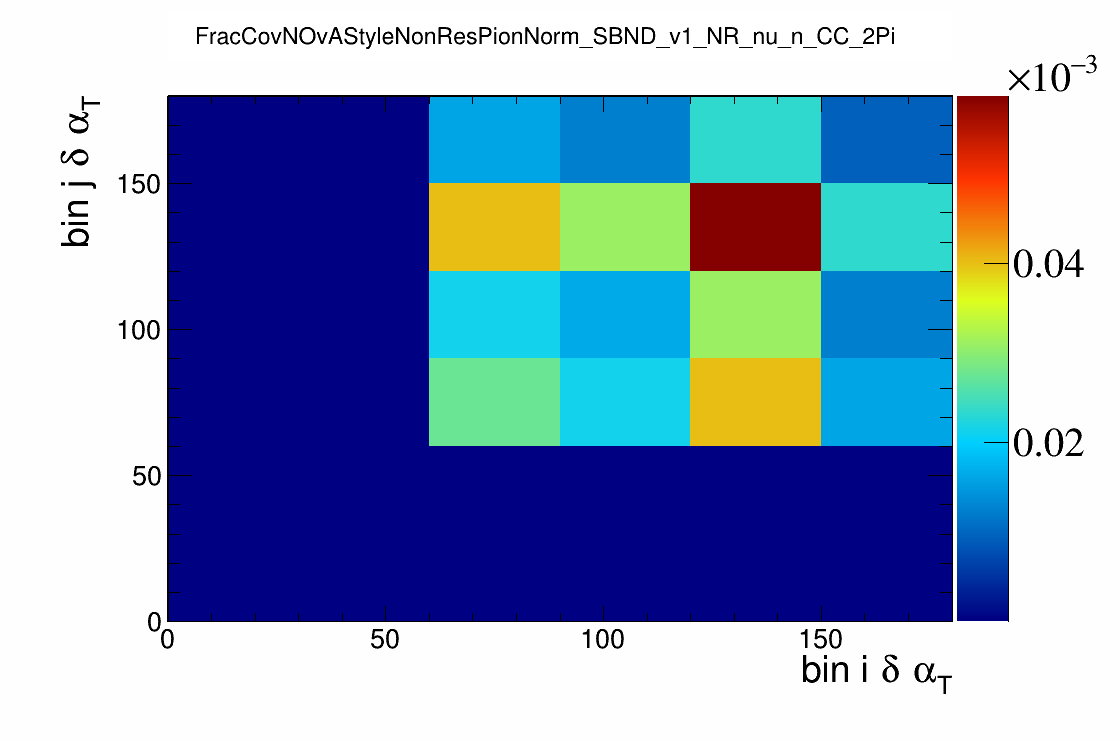 FracCovNOvAStyleNonResPionNorm_SBND_v1_NR_nu_n_CC_2Pi
×10⁻³
bin j δ α_T
150
100
50
0
0.04
0.02
0 50 100 150
bin i δ α_T